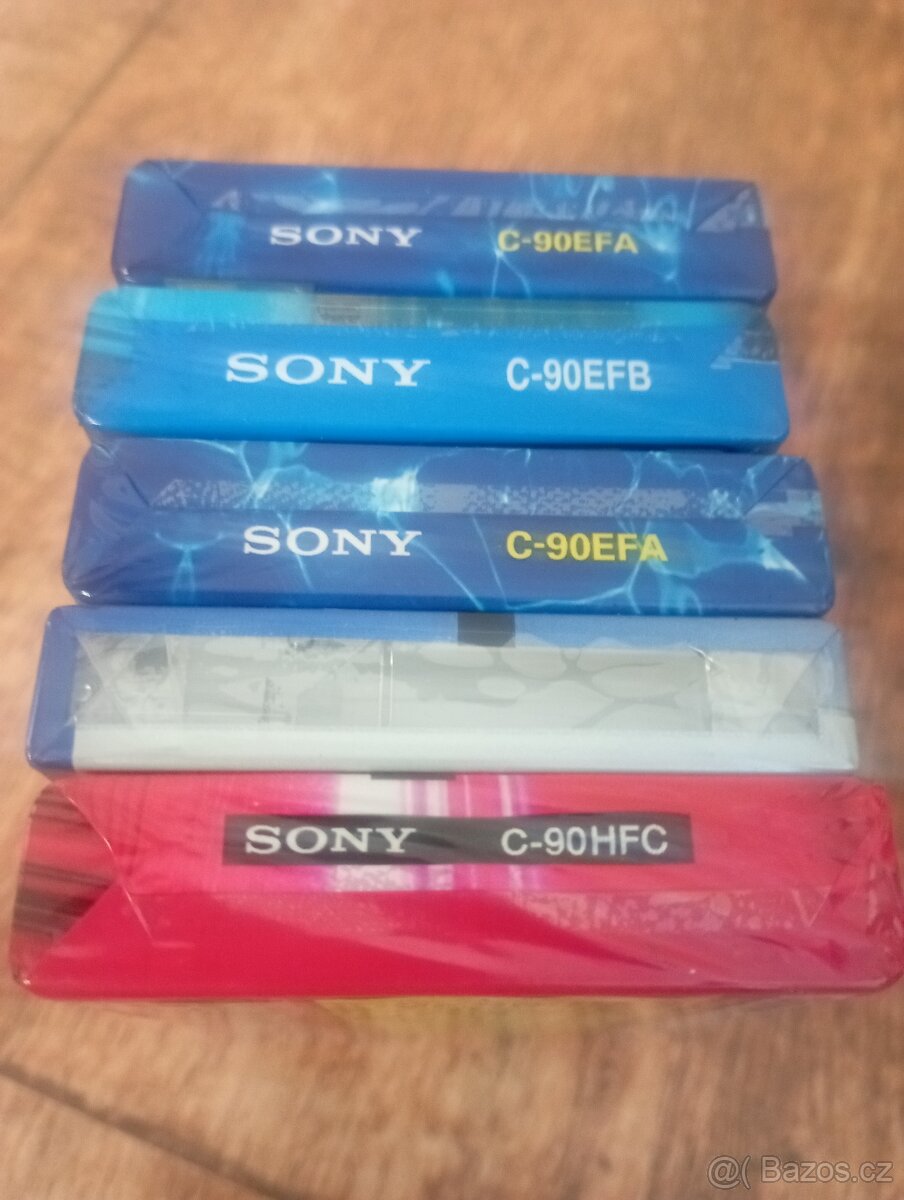 SONY C-90EFA
SONY C-90EFB
SONY C-90EFA
SONY C-90HFC
@( Bazos.cz